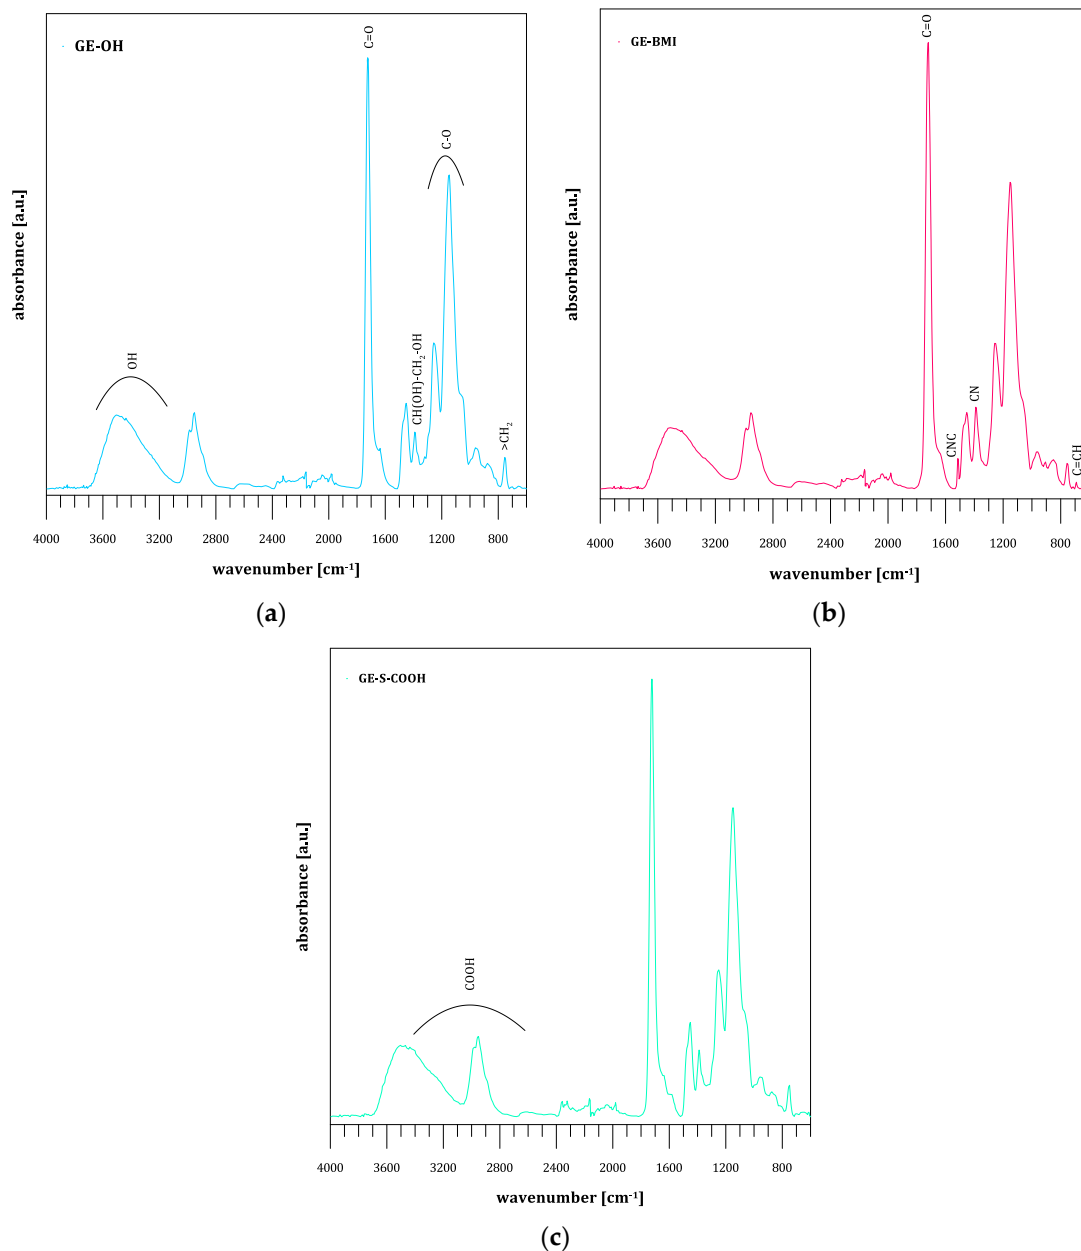 GE-OH
C=O
C-O
OH
CH(OH)-CH₂-OH
>CH₂
absorbance [a.u.]
4000 3600 3200 2800 2400 2000 1600 1200 800
wavenumber [cm⁻¹]
(a)
GE-BMI
C=O
CNC
CN
C=CH
absorbance [a.u.]
4000 3600 3200 2800 2400 2000 1600 1200 800
wavenumber [cm⁻¹]
(b)
GE-S-COOH
COOH
absorbance [a.u.]
4000 3600 3200 2800 2400 2000 1600 1200 800
wavenumber [cm⁻¹]
(c)